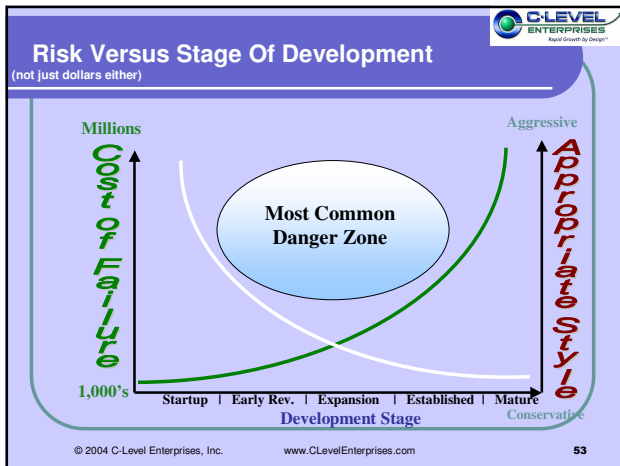 C-LEVEL
ENTERPRISES
Rapid Growth by Design™
Risk Versus Stage Of Development
(not just dollars either)
Millions
Aggressive
Cost of Failure
Appropriate Style
Most Common
Danger Zone
1,000's
Startup | Early Rev. | Expansion | Established | Mature
Development Stage
Conservative
© 2004 C-Level Enterprises, Inc. www.CLevelEnterprises.com 53